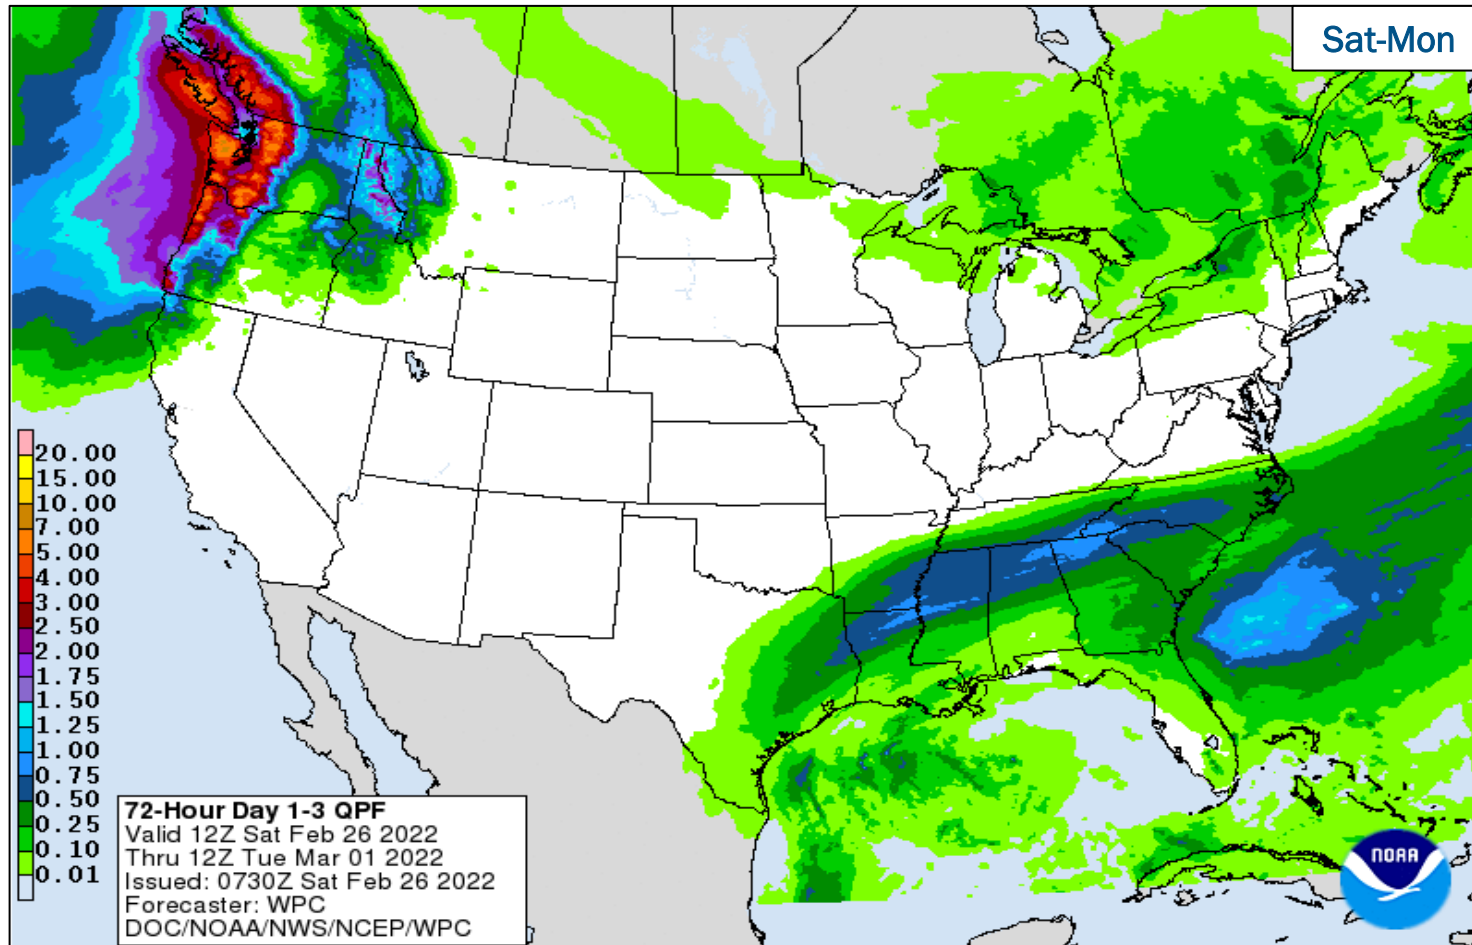 Sat-Mon
20.00
15.00
10.00
7.00
5.00
4.00
3.00
2.50
2.00
1.75
1.50
1.25
1.00
0.75
0.50
0.25
0.10
0.01
72-Hour Day 1-3 QPF
Valid 12Z Sat Feb 26 2022
Thru 12Z Tue Mar 01 2022
Issued: 0730Z Sat Feb 26 2022
Forecaster: WPC
DOC/NOAA/NWS/NCEP/WPC
NOAA